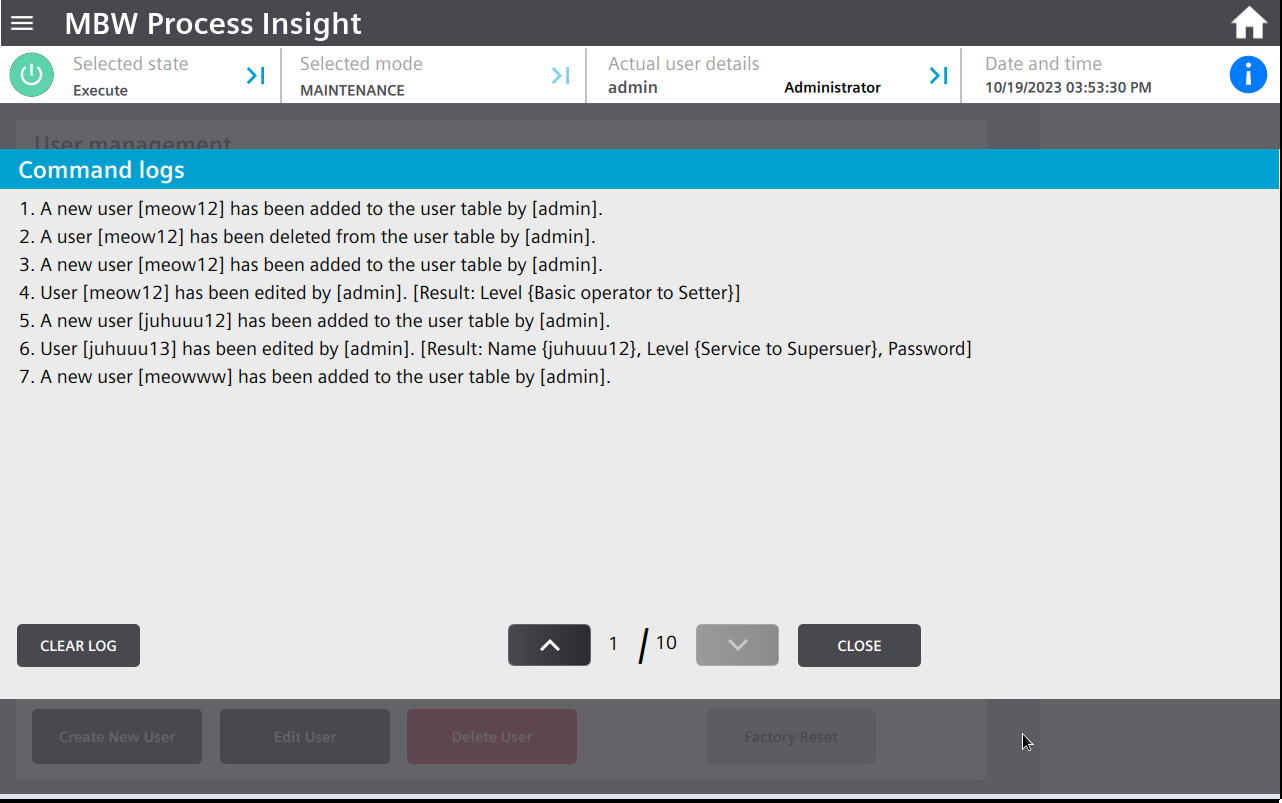 MBW Process Insight
Selected state
Execute
Selected mode
MAINTENANCE
Actual user details
admin Administrator
Date and time
10/19/2023 03:53:30 PM
User management
Command logs
1. A new user [meow12] has been added to the user table by [admin].
2. A user [meow12] has been deleted from the user table by [admin].
3. A new user [meow12] has been added to the user table by [admin].
4. User [meow12] has been edited by [admin]. [Result: Level {Basic operator to Setter}]
5. A new user [juhuuu12] has been added to the user table by [admin].
6. User [juhuuu13] has been edited by [admin]. [Result: Name {juhuuu12}, Level {Service to Supersuer}, Password]
7. A new user [meowww] has been added to the user table by [admin].
CLEAR LOG 1 / 10 CLOSE
Create New User Edit User Delete User Factory Reset